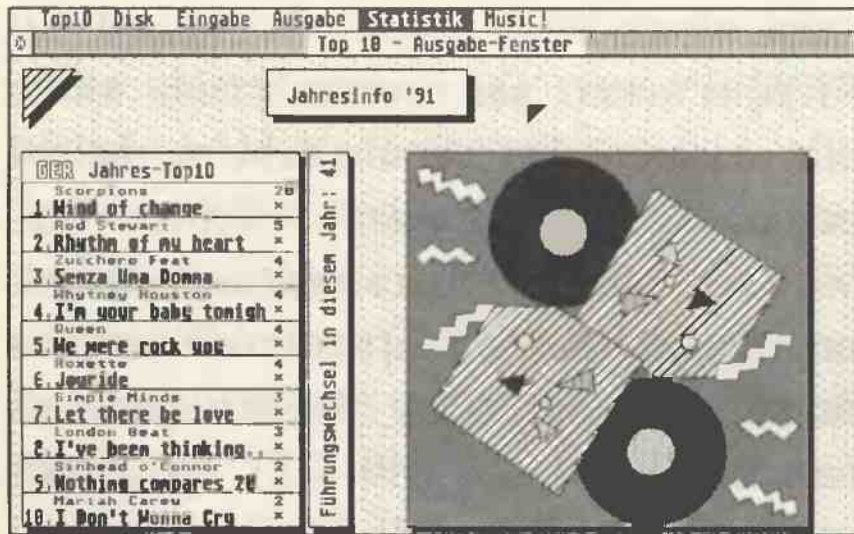 Top10 Disk Eingabe Ausgabe Statistik Music!
Top 10 - Ausgabe-Fenster
Jahresinfo '91
GER Jahres-Top10
Scorpions 20
1. Wind of change ×
Rod Stewart 5
2. Rhythm of my heart ×
Zucchero Feat 4
3. Senza Una Donna ×
Whytney Houston 4
4. I'm your baby tonigh ×
Queen 4
5. We were rock you ×
Roxette 4
6. Joyride ×
Simple Minds 3
7. Let there be love ×
London Beat 3
8. I've been thinking.. ×
Sinhead o'Connor 2
9. Nothing compares 2U ×
Mariah Carey 2
10. I Don't Wonna Cry ×
Führungswechsel in diesem Jahr: 41